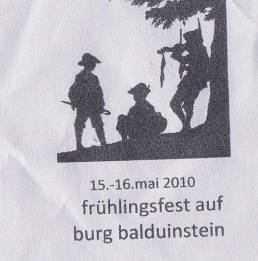 15.-16.mai 2010
frühlingsfest auf
burg balduinstein